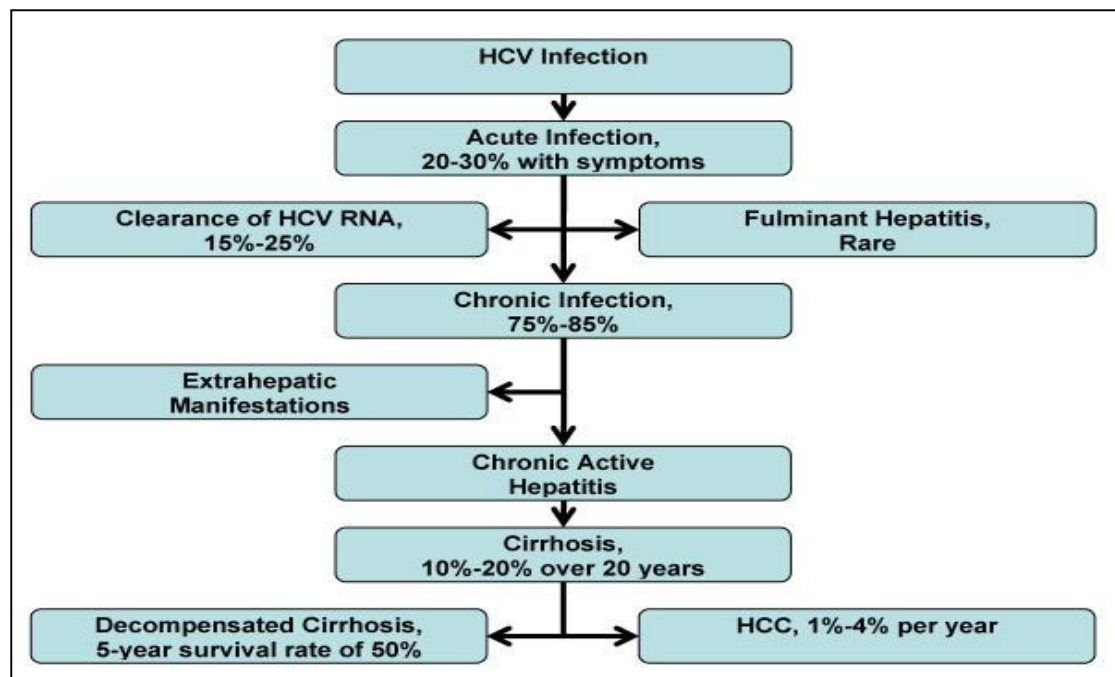 HCV Infection
Acute Infection,
20-30% with symptoms
Clearance of HCV RNA,
15%-25%
Fulminant Hepatitis,
Rare
Chronic Infection,
75%-85%
Extrahepatic
Manifestations
Chronic Active
Hepatitis
Cirrhosis,
10%-20% over 20 years
Decompensated Cirrhosis,
5-year survival rate of 50%
HCC, 1%-4% per year